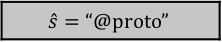 ŝ = “@proto”